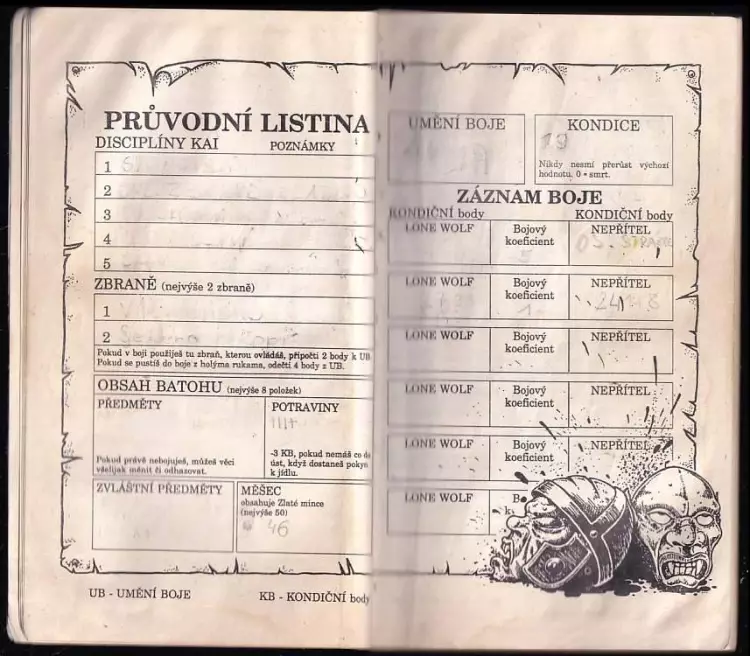 PRŮVODNÍ LISTINA
DISCIPLÍNY KAI POZNÁMKY
1
2
3
4
5
ZBRANĚ (nejvýše 2 zbraně)
1
2
Pokud v boji použiješ tu zbraň, kterou ovládáš, připočti 2 body k UB
Pokud se pustíš do boje z holýma rukama, odečti 4 body z UB.
OBSAH BATOHU (nejvýše 8 položek)
PŘEDMĚTY
Pokud právě nebojuješ, můžeš věci
všelijak měnit či odhazovat.
POTRAVINY
-3 KB, pokud nemáš co do
úst, když dostaneš pokyn
k jídlu.
ZVLÁŠTNÍ PŘEDMĚTY
MĚŠEC
obsahuje Zlaté mince
(nejvýše 50)
46
UB - UMĚNÍ BOJE KB - KONDIČNÍ body
UMĚNÍ BOJE
KONDICE
19
Nikdy nesmí přerůst výchozí
hodnotu. 0 - smrt.
ZÁZNAM BOJE
KONDIČNÍ body KONDIČNÍ body
LONE WOLF Bojový koeficient NEPŘÍTEL
LONE WOLF Bojový koeficient NEPŘÍTEL
LONE WOLF Bojový koeficient NEPŘÍTEL
LONE WOLF Bojový koeficient NEPŘÍTEL
LONE WOLF Bojový koeficient NEPŘÍTEL
LONE WOLF